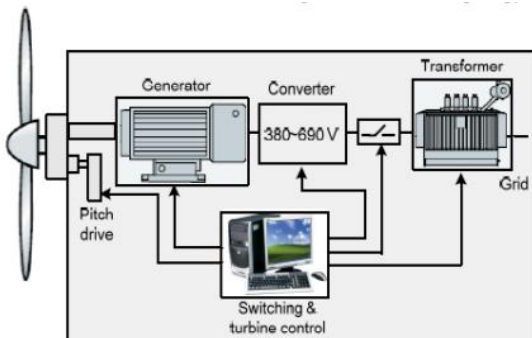 Transformer
Generator
Converter
380~690 V
Grid
Pitch
drive
Switching &
turbine control